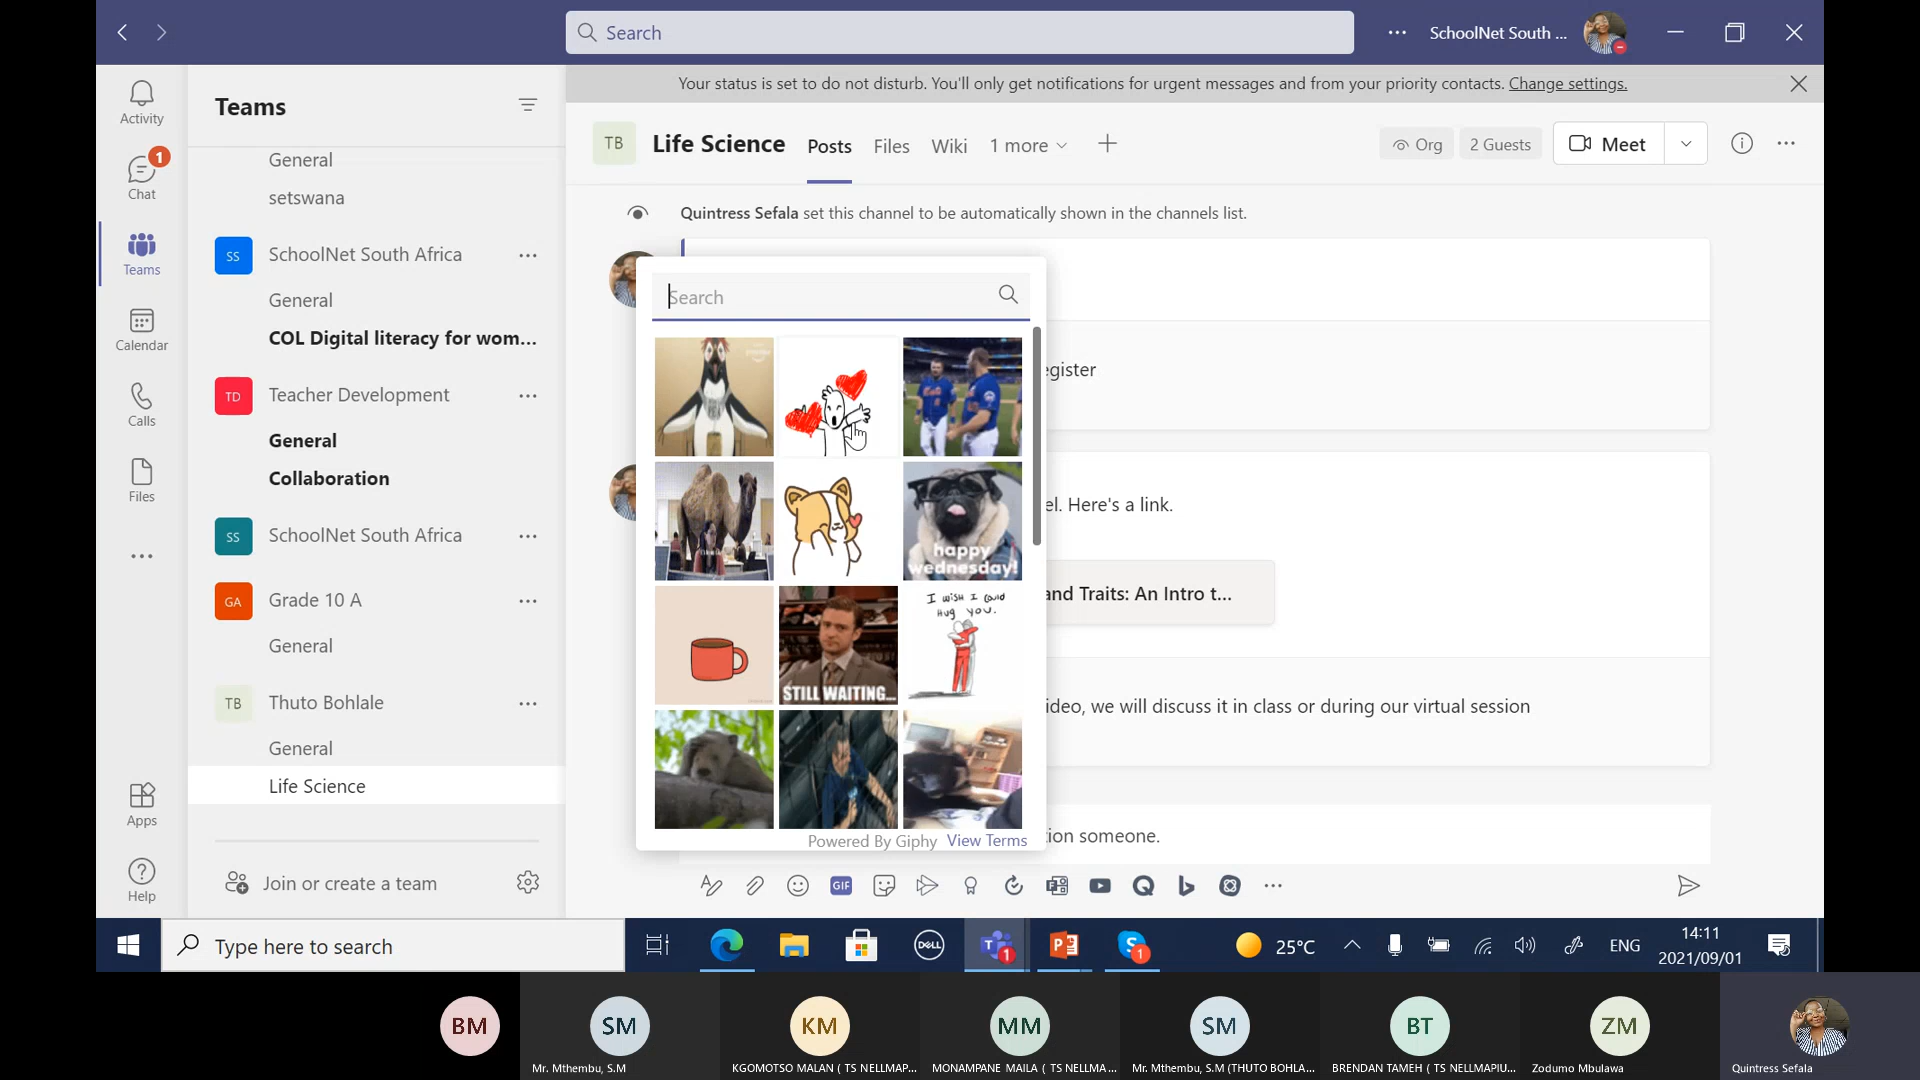 Search
SchoolNet South ...
Your status is set to do not disturb. You'll only get notifications for urgent messages and from your priority contacts. Change settings.
Activity
Chat
1
Teams
Calendar
Calls
Files
Apps
Help
Teams
General
setswana
SS SchoolNet South Africa
General
COL Digital literacy for wom...
TD Teacher Development
General
Collaboration
SS SchoolNet South Africa
GA Grade 10 A
General
TB Thuto Bohlale
General
Life Science
Join or create a team
TB Life Science Posts Files Wiki 1 more
Org 2 Guests Meet
Quintress Sefala set this channel to be automatically shown in the channels list.
Search
egister
el. Here's a link.
and Traits: An Intro t...
ideo, we will discuss it in class or during our virtual session
tion someone.
happy
wednesday!
STILL WAITING...
I WISH I COULD
HUG YOU.
Powered By Giphy View Terms
GIF
Type here to search
DELL
1
1
25°C
ENG
14:11
2021/09/01
BM
SM
KM
MM
SM
BT
ZM
Mr. Mthembu, S.M
KGOMOTSO MALAN ( TS NELLMAP...
MONAMPANE MAILA ( TS NELLMA...
Mr. Mthembu, S.M (THUTO BOHLA...
BRENDAN TAMEH ( TS NELLMAPIU...
Zodumo Mbulawa
Quintress Sefala